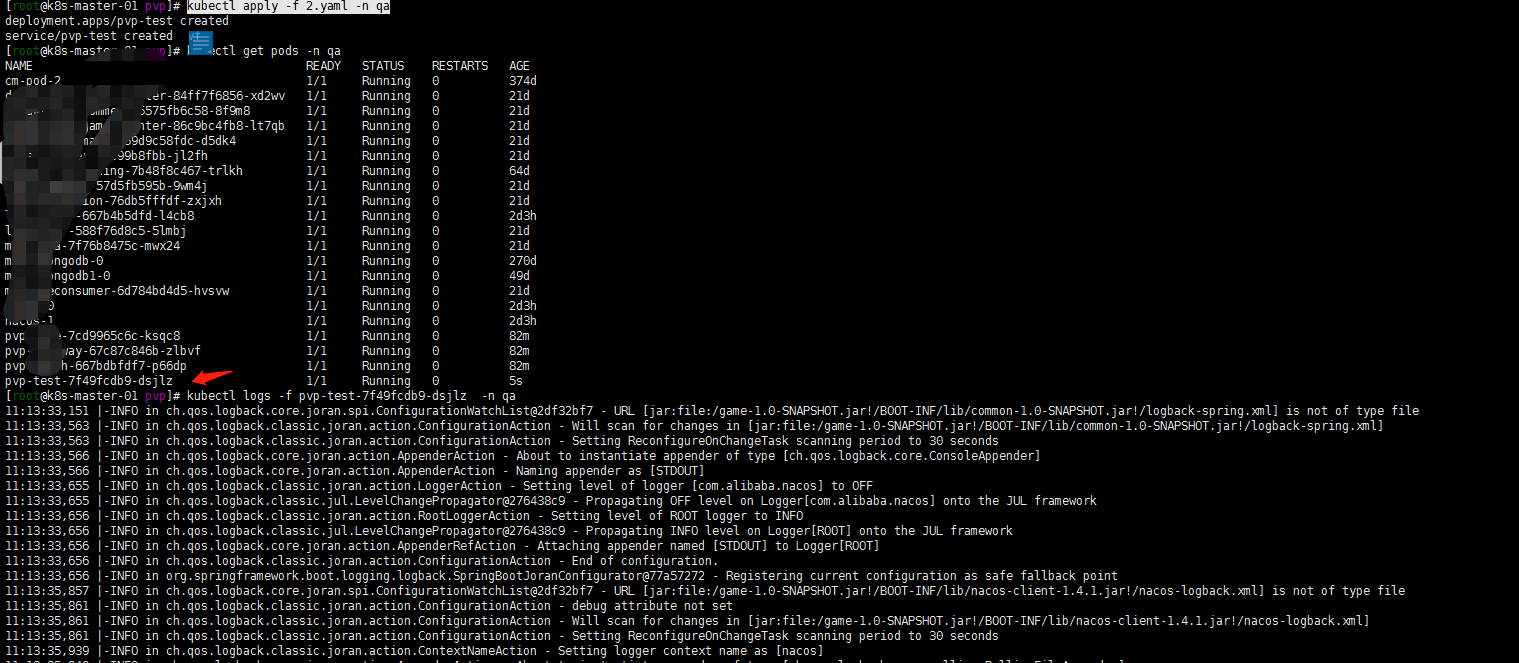 [root@k8s-master-01 pvp]# kubectl apply -f 2.yaml -n qa
deployment.apps/pvp-test created
service/pvp-test created
[root@k8s-master-01 pvp]# kubectl get pods -n qa
NAME READY STATUS RESTARTS AGE
cm-pod-2 1/1 Running 0 374d
ter-84ff7f6856-xd2wv 1/1 Running 0 21d
5575fb6c58-8f9m8 1/1 Running 0 21d
nter-86c9bc4fb8-lt7qb 1/1 Running 0 21d
59d9c58fdc-d5dk4 1/1 Running 0 21d
c99b8fbb-jl2fh 1/1 Running 0 21d
ing-7b48f8c467-trlkh 1/1 Running 0 64d
-57d5fb595b-9wm4j 1/1 Running 0 21d
ion-76db5fffdf-zxjxh 1/1 Running 0 21d
-667b4b5dfd-l4cb8 1/1 Running 0 2d3h
-588f76d8c5-5lmbj 1/1 Running 0 21d
a-7f76b8475c-mwx24 1/1 Running 0 21d
ongodb-0 1/1 Running 0 270d
ongodb1-0 1/1 Running 0 49d
econsumer-6d784bd4d5-hvsvw 1/1 Running 0 21d
0 1/1 Running 0 2d3h
nacos-1 1/1 Running 0 2d3h
pvp- e-7cd9965c6c-ksqc8 1/1 Running 0 82m
pvp- way-67c87c846b-zlbvf 1/1 Running 0 82m
pvp- h-667bdbfdf7-p66dp 1/1 Running 0 82m
pvp-test-7f49fcdb9-dsjlz 1/1 Running 0 5s
[root@k8s-master-01 pvp]# kubectl logs -f pvp-test-7f49fcdb9-dsjlz -n qa
11:13:33,151 |-INFO in ch.qos.logback.core.joran.spi.ConfigurationWatchList@2df32bf7 - URL [jar:file:/game-1.0-SNAPSHOT.jar!/BOOT-INF/lib/common-1.0-SNAPSHOT.jar!/logback-spring.xml] is not of type file
11:13:33,563 |-INFO in ch.qos.logback.classic.joran.action.ConfigurationAction - Will scan for changes in [jar:file:/game-1.0-SNAPSHOT.jar!/BOOT-INF/lib/common-1.0-SNAPSHOT.jar!/logback-spring.xml]
11:13:33,563 |-INFO in ch.qos.logback.classic.joran.action.ConfigurationAction - Setting ReconfigureOnChangeTask scanning period to 30 seconds
11:13:33,566 |-INFO in ch.qos.logback.core.joran.action.AppenderAction - About to instantiate appender of type [ch.qos.logback.core.ConsoleAppender]
11:13:33,566 |-INFO in ch.qos.logback.core.joran.action.AppenderAction - Naming appender as [STDOUT]
11:13:33,655 |-INFO in ch.qos.logback.classic.joran.action.LoggerAction - Setting level of logger [com.alibaba.nacos] to OFF
11:13:33,655 |-INFO in ch.qos.logback.classic.jul.LevelChangePropagator@276438c9 - Propagating OFF level on Logger[com.alibaba.nacos] onto the JUL framework
11:13:33,656 |-INFO in ch.qos.logback.classic.joran.action.RootLoggerAction - Setting level of ROOT logger to INFO
11:13:33,656 |-INFO in ch.qos.logback.classic.jul.LevelChangePropagator@276438c9 - Propagating INFO level on Logger[ROOT] onto the JUL framework
11:13:33,656 |-INFO in ch.qos.logback.core.joran.action.AppenderRefAction - Attaching appender named [STDOUT] to Logger[ROOT]
11:13:33,656 |-INFO in ch.qos.logback.classic.joran.action.ConfigurationAction - End of configuration.
11:13:33,656 |-INFO in org.springframework.boot.logging.logback.SpringBootJoranConfigurator@77a57272 - Registering current configuration as safe fallback point
11:13:35,857 |-INFO in ch.qos.logback.core.joran.spi.ConfigurationWatchList@2df32bf7 - URL [jar:file:/game-1.0-SNAPSHOT.jar!/BOOT-INF/lib/nacos-client-1.4.1.jar!/nacos-logback.xml] is not of type file
11:13:35,861 |-INFO in ch.qos.logback.classic.joran.action.ConfigurationAction - debug attribute not set
11:13:35,861 |-INFO in ch.qos.logback.classic.joran.action.ConfigurationAction - Will scan for changes in [jar:file:/game-1.0-SNAPSHOT.jar!/BOOT-INF/lib/nacos-client-1.4.1.jar!/nacos-logback.xml]
11:13:35,861 |-INFO in ch.qos.logback.classic.joran.action.ConfigurationAction - Setting ReconfigureOnChangeTask scanning period to 30 seconds
11:13:35,939 |-INFO in ch.qos.logback.classic.joran.action.ContextNameAction - Setting logger context name as [nacos]